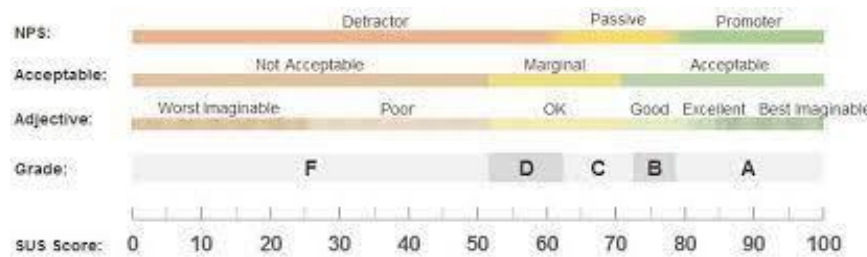 NPS: Detractor Passive Promoter
Acceptable: Not Acceptable Marginal Acceptable
Adjective: Worst Imaginable Poor OK Good Excellent Best Imaginable
Grade: F D C B A
SUS Score: 0 10 20 30 40 50 60 70 80 90 100